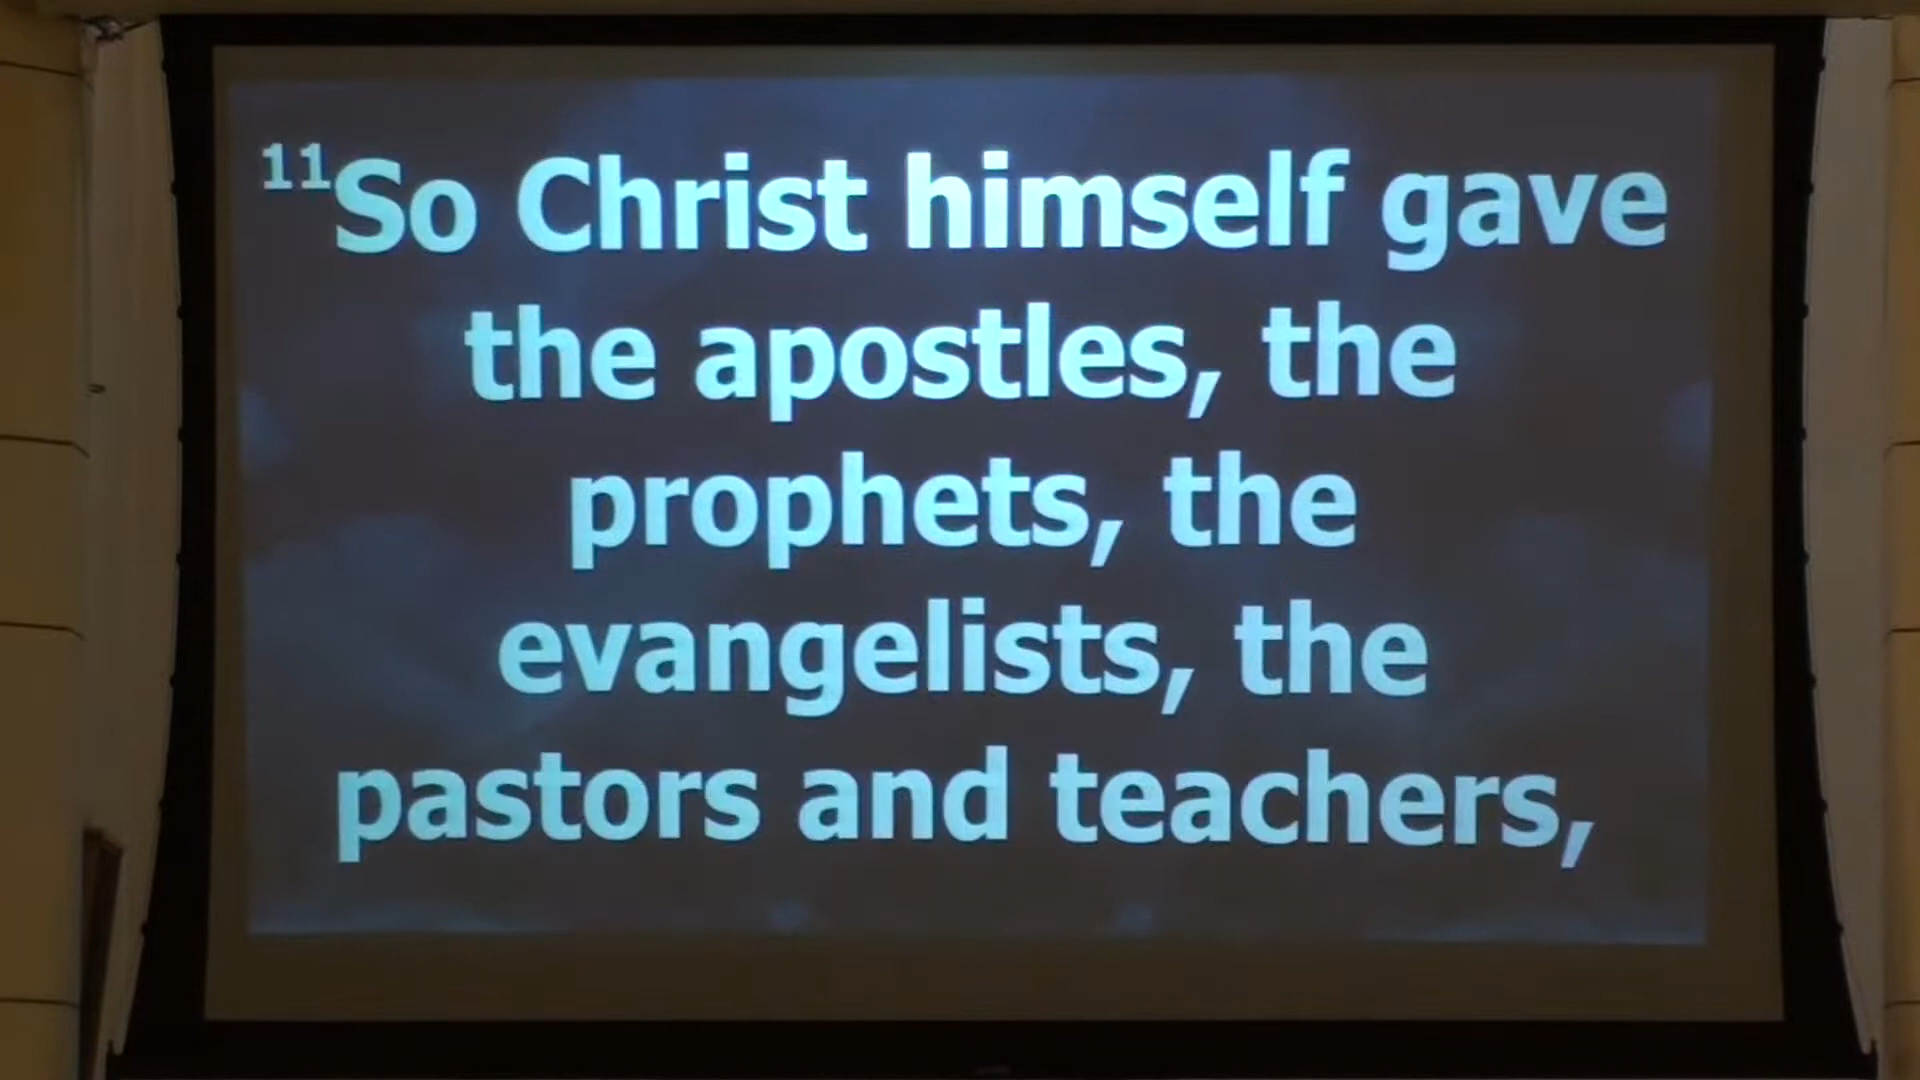 11So Christ himself gave
the apostles, the
prophets, the
evangelists, the
pastors and teachers,